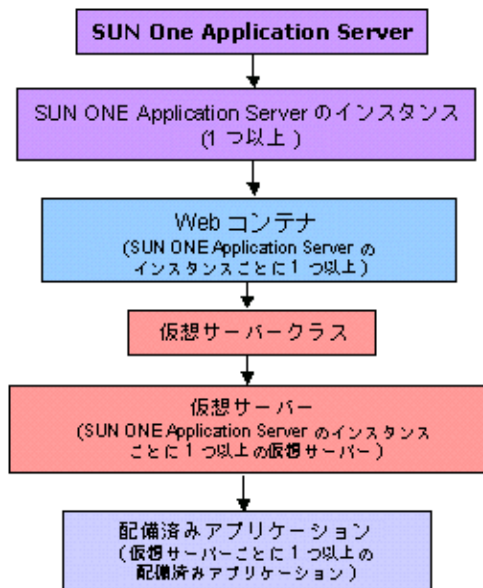 SUN One Application Server
SUN ONE Application Server のインスタンス
(1 つ以上 )
Web コンテナ
(SUN ONE Application Server の
インスタンスごとに 1 つ以上 )
仮想サーバークラス
仮想サーバー
(SUN ONE Application Server のインスタンス
ごとに 1 つ以上の仮想サーバー )
配備済みアプリケーション
(仮想サーバーごとに 1 つ以上の
配備済みアプリケーション )